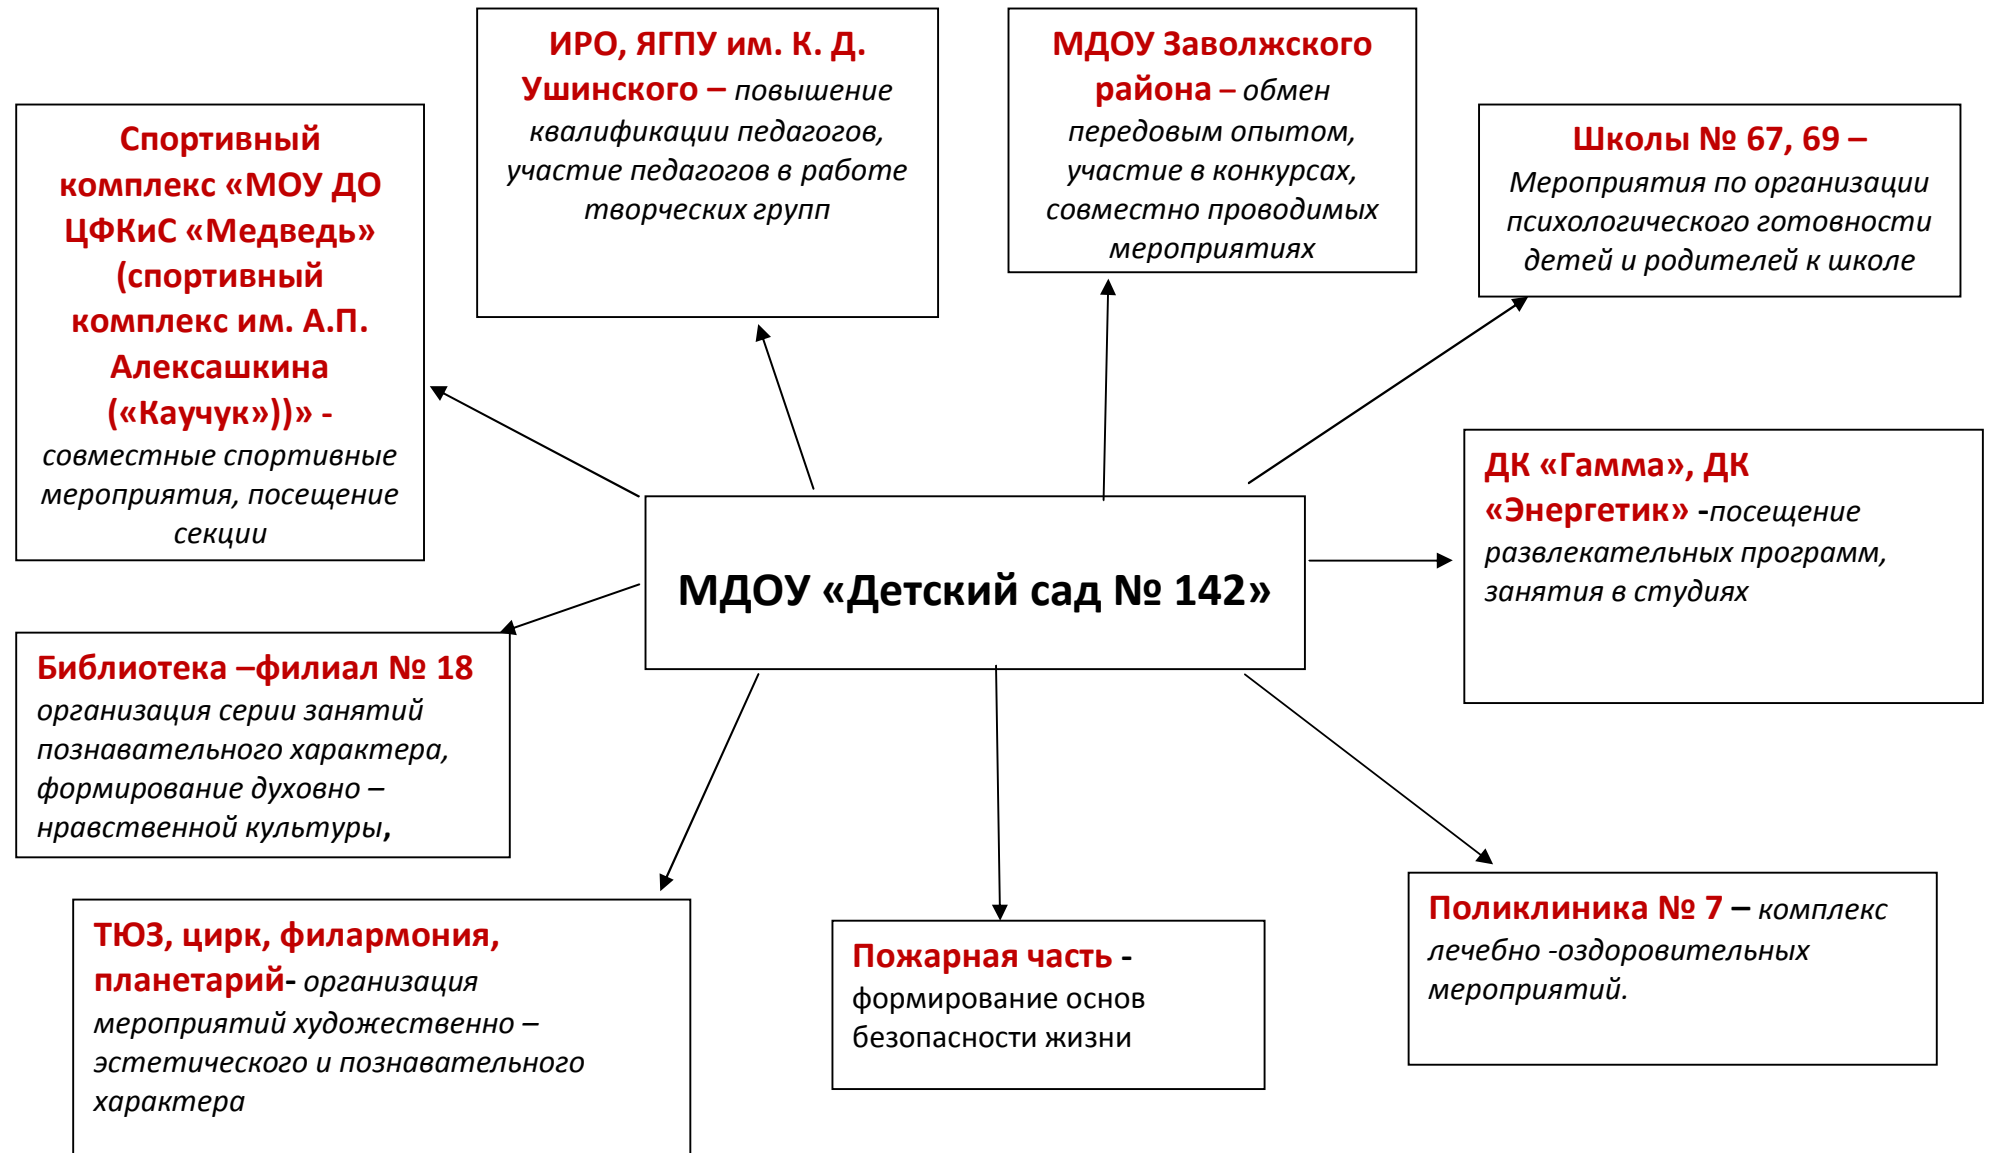 ИРО, ЯГПУ им. К. Д.
Ушинского – повышение
квалификации педагогов,
участие педагогов в работе
творческих групп
МДОУ Заволжского
района – обмен
передовым опытом,
участие в конкурсах,
совместно проводимых
мероприятиях
Школы № 67, 69 –
Мероприятия по организации
психологического готовности
детей и родителей к школе
Спортивный
комплекс «МОУ ДО
ЦФКиС «Медведь»
(спортивный
комплекс им. А.П.
Алексашкина
(«Каучук»))» -
совместные спортивные
мероприятия, посещение
секции
ДК «Гамма», ДК
«Энергетик» -посещение
развлекательных программ,
занятия в студиях
МДОУ «Детский сад № 142»
Библиотека –филиал № 18
организация серии занятий
познавательного характера,
формирование духовно –
нравственной культуры,
ТЮЗ, цирк, филармония,
планетарий- организация
мероприятий художественно –
эстетического и познавательного
характера
Пожарная часть -
формирование основ
безопасности жизни
Поликлиника № 7 – комплекс
лечебно -оздоровительных
мероприятий.